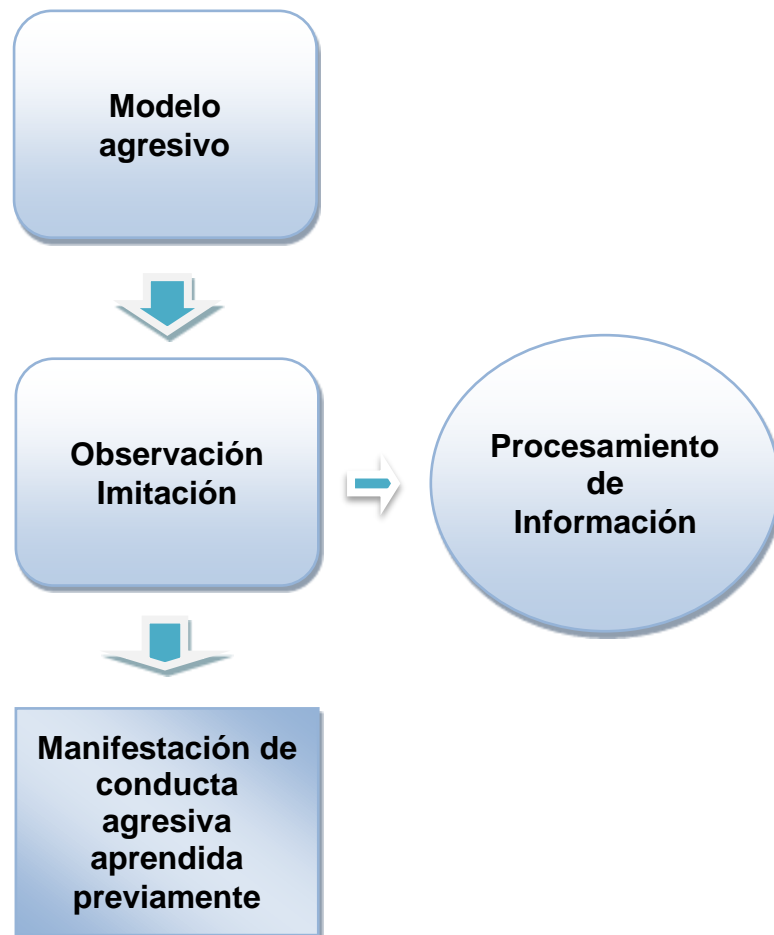 Modelo
agresivo
Observación
Imitación
Procesamiento
de
Información
Manifestación de
conducta
agresiva
aprendida
previamente